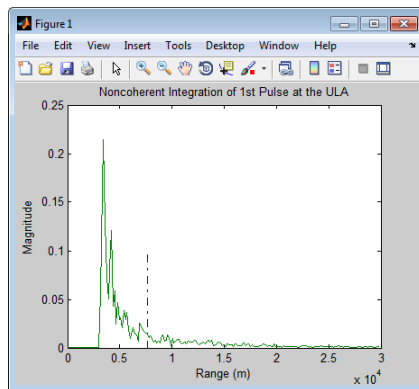 Figure 1
File Edit View Insert Tools Desktop Window Help
Noncoherent Integration of 1st Pulse at the ULA
0.25
0.2
0.15
0.1
0.05
0
Magnitude
0 0.5 1 1.5 2 2.5 3
Range (m)
x 10^4